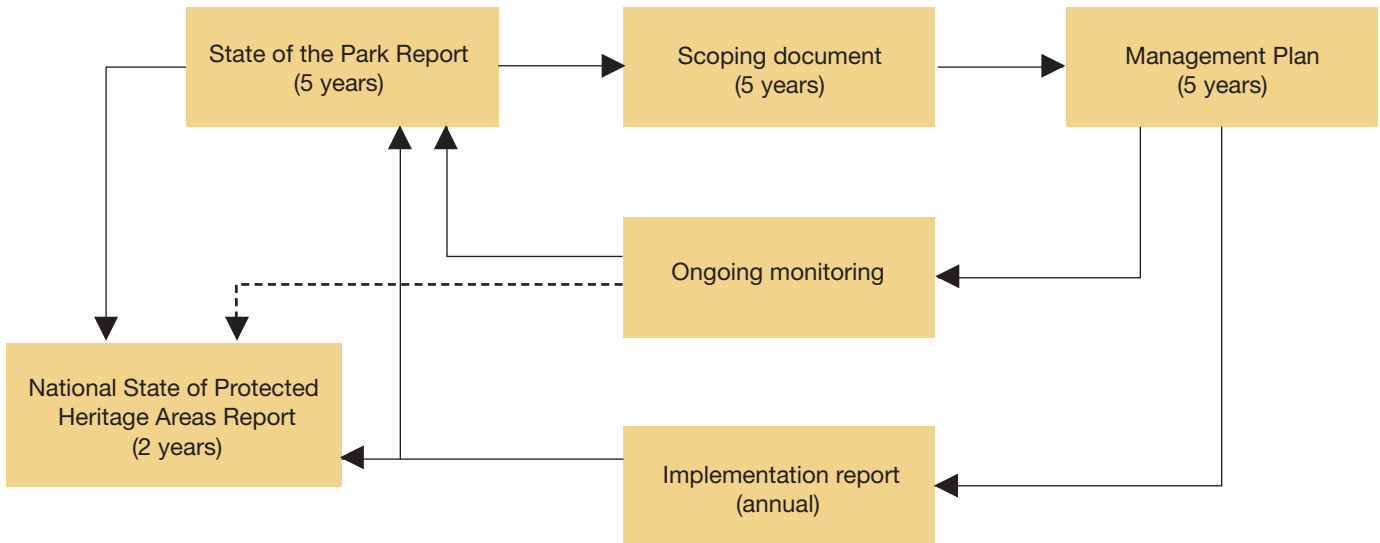 State of the Park Report
(5 years)
Scoping document
(5 years)
Management Plan
(5 years)
Ongoing monitoring
National State of Protected
Heritage Areas Report
(2 years)
Implementation report
(annual)